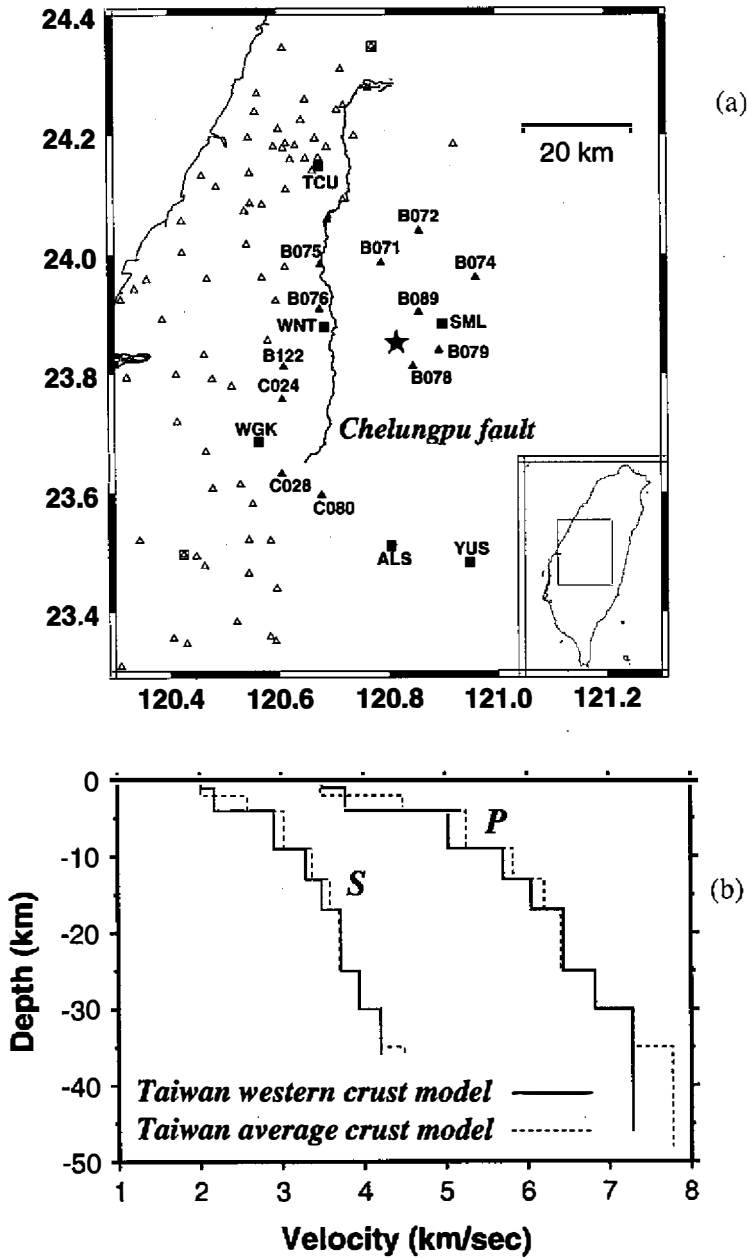 24.4
(a)
24.2
20 km
TCU
B072
B075
B071
B074
24.0
B076
B089
WNT
SML
B122
B079
23.8
C024
B078
WGK
Chelungpu fault
C028
23.6
C080
ALS
YUS
23.4
120.4
120.6
120.8
121.0
121.2
0
P
-10
S
(b)
-20
Depth (km)
-30
Taiwan western crust model
-40
Taiwan average crust model
-50
1
2
3
4
5
6
7
8
Velocity (km/sec)